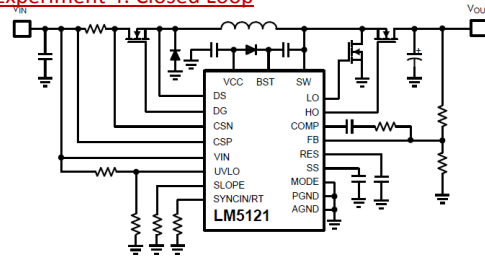 Experiment 4: Closed Loop
VIN
VOU
VCC BST SW
DS
DG
CSN
CSP
VIN
UVLO
SLOPE
SYNCIN/RT
LO
HO
COMP
FB
RES
SS
MODE
PGND
AGND
LM5121